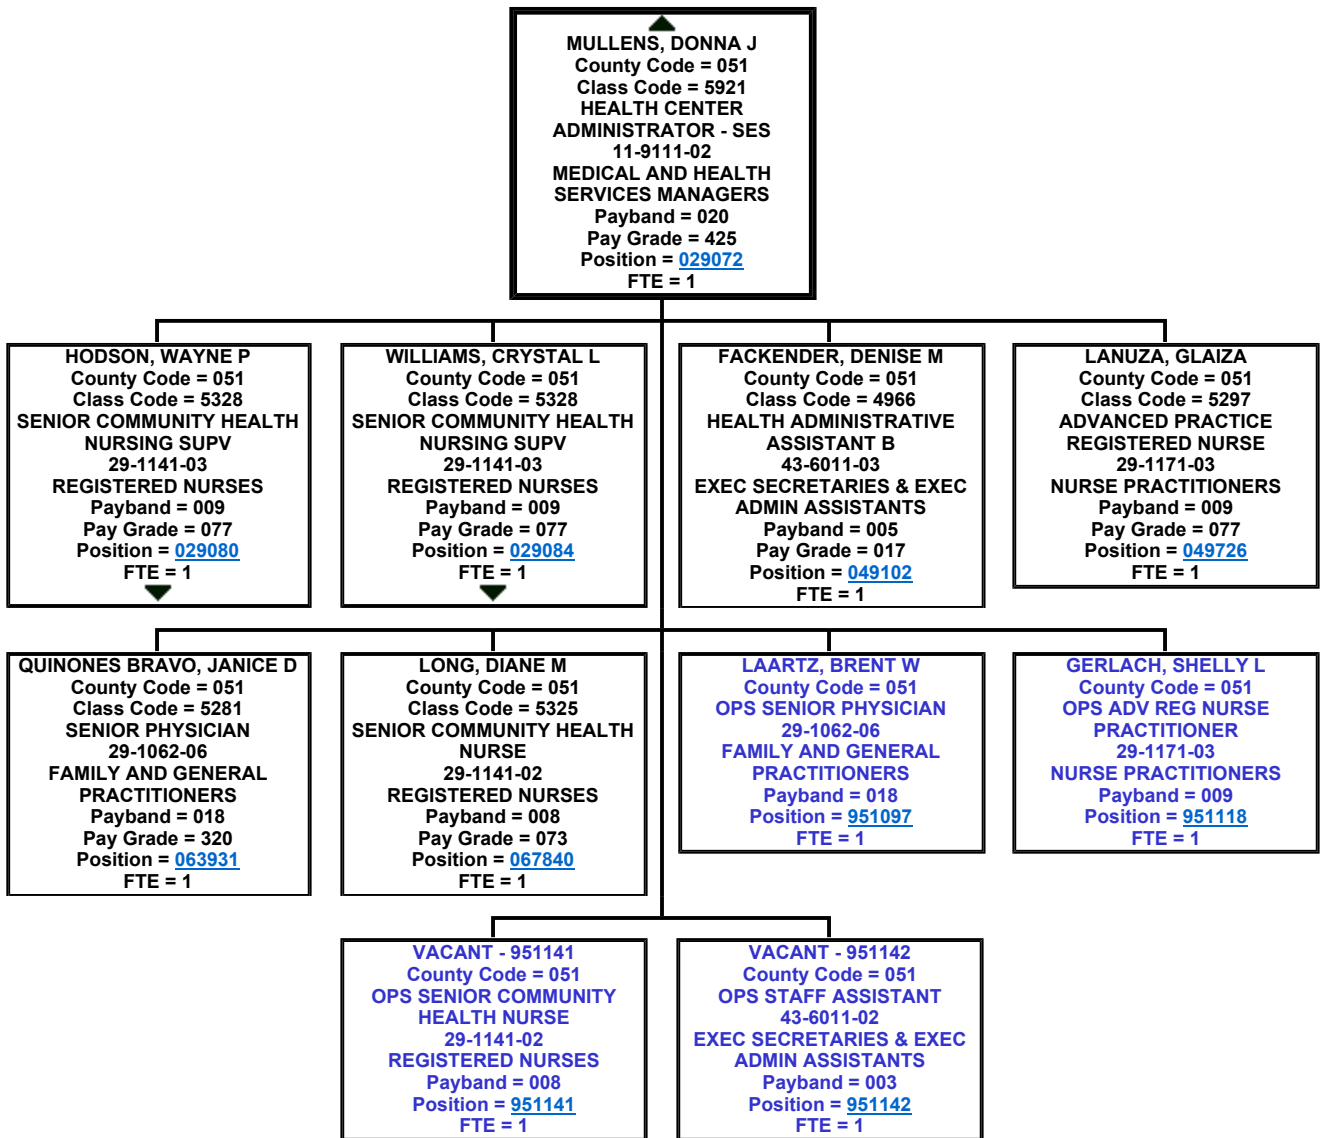 MULLENS, DONNA J
County Code = 051
Class Code = 5921
HEALTH CENTER
ADMINISTRATOR - SES
11-9111-02
MEDICAL AND HEALTH
SERVICES MANAGERS
Payband = 020
Pay Grade = 425
Position = 029072
FTE = 1
HODSON, WAYNE P
County Code = 051
Class Code = 5328
SENIOR COMMUNITY HEALTH
NURSING SUPV
29-1141-03
REGISTERED NURSES
Payband = 009
Pay Grade = 077
Position = 029080
FTE = 1
WILLIAMS, CRYSTAL L
County Code = 051
Class Code = 5328
SENIOR COMMUNITY HEALTH
NURSING SUPV
29-1141-03
REGISTERED NURSES
Payband = 009
Pay Grade = 077
Position = 029084
FTE = 1
FACKENDER, DENISE M
County Code = 051
Class Code = 4966
HEALTH ADMINISTRATIVE
ASSISTANT B
43-6011-03
EXEC SECRETARIES & EXEC
ADMIN ASSISTANTS
Payband = 005
Pay Grade = 017
Position = 049102
FTE = 1
LANUZA, GLAIZA
County Code = 051
Class Code = 5297
ADVANCED PRACTICE
REGISTERED NURSE
29-1171-03
NURSE PRACTITIONERS
Payband = 009
Pay Grade = 077
Position = 049726
FTE = 1
QUINONES BRAVO, JANICE D
County Code = 051
Class Code = 5281
SENIOR PHYSICIAN
29-1062-06
FAMILY AND GENERAL
PRACTITIONERS
Payband = 018
Pay Grade = 320
Position = 063931
FTE = 1
LONG, DIANE M
County Code = 051
Class Code = 5325
SENIOR COMMUNITY HEALTH
NURSE
29-1141-02
REGISTERED NURSES
Payband = 008
Pay Grade = 073
Position = 067840
FTE = 1
LAARTZ, BRENT W
County Code = 051
OPS SENIOR PHYSICIAN
29-1062-06
FAMILY AND GENERAL
PRACTITIONERS
Payband = 018
Position = 951097
FTE = 1
GERLACH, SHELLY L
County Code = 051
OPS ADV REG NURSE
PRACTITIONER
29-1171-03
NURSE PRACTITIONERS
Payband = 009
Position = 951118
FTE = 1
VACANT - 951141
County Code = 051
OPS SENIOR COMMUNITY
HEALTH NURSE
29-1141-02
REGISTERED NURSES
Payband = 008
Position = 951141
FTE = 1
VACANT - 951142
County Code = 051
OPS STAFF ASSISTANT
43-6011-02
EXEC SECRETARIES & EXEC
ADMIN ASSISTANTS
Payband = 003
Position = 951142
FTE = 1